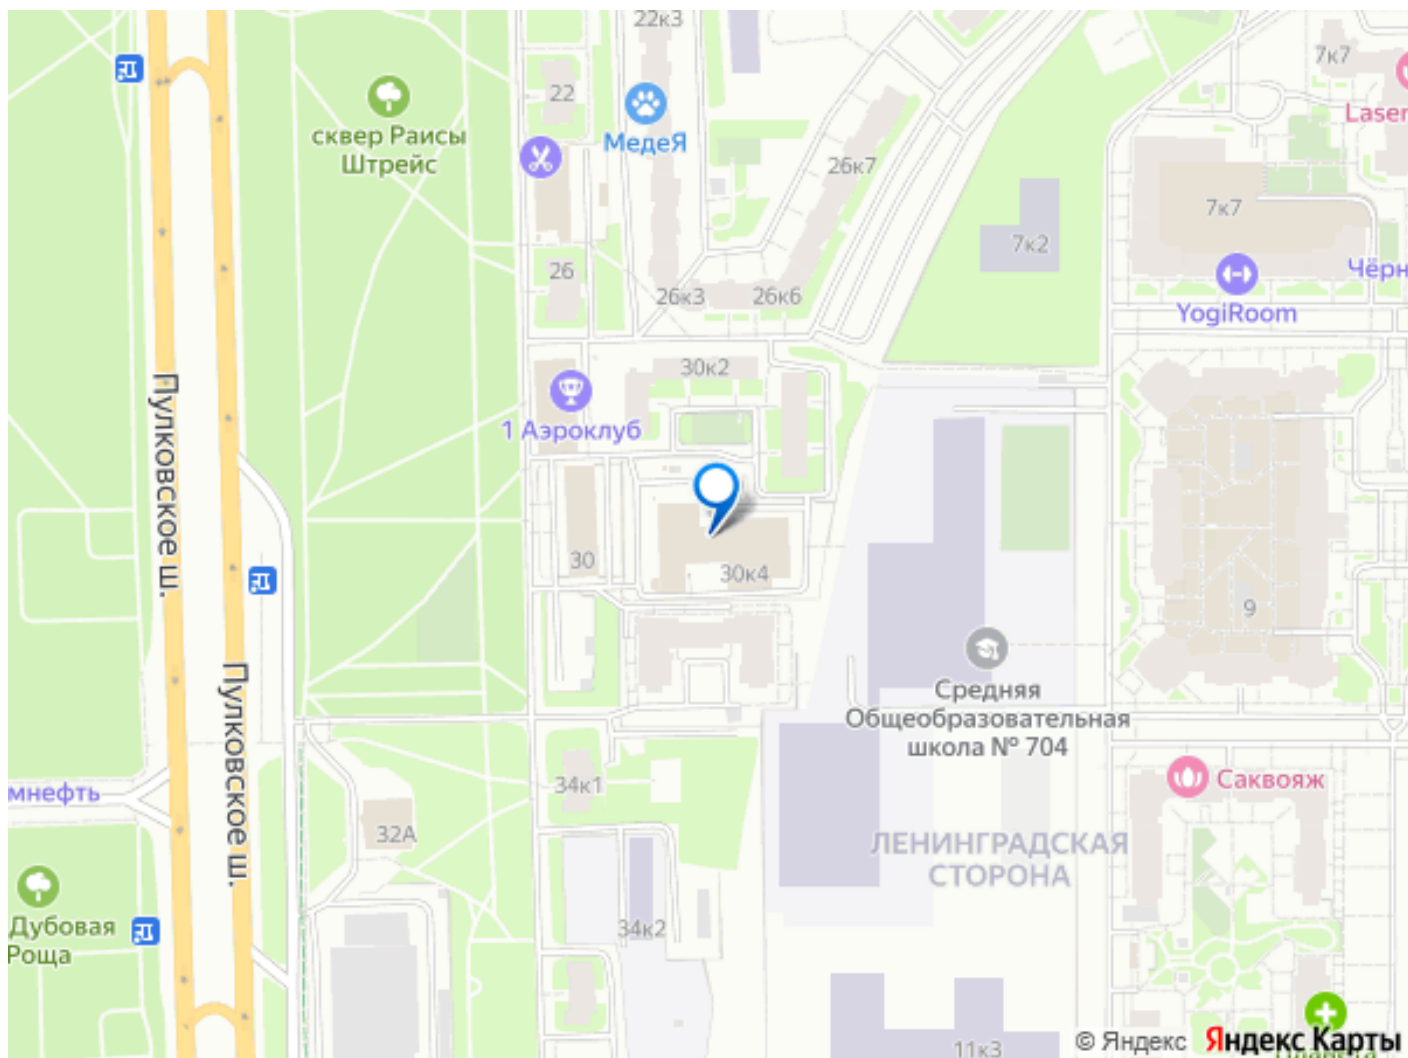 22к3
7к7
Laser
22
МедеЯ
сквер Раисы
Штрейс
26к7
7к7
7к2
26
26к3
26к6
Чёрн
YogiRoom
30к2
Пулковское ш.
1 Аэроклуб
30
30к4
9
Пулковское ш.
Средняя
Общеобразовательная
школа № 704
34к1
Саквояж
мнефть
32А
ЛЕНИНГРАДСКАЯ
СТОРОНА
Дубовая
Роща
34к2
11к3
© Яндекс Яндекс Карты